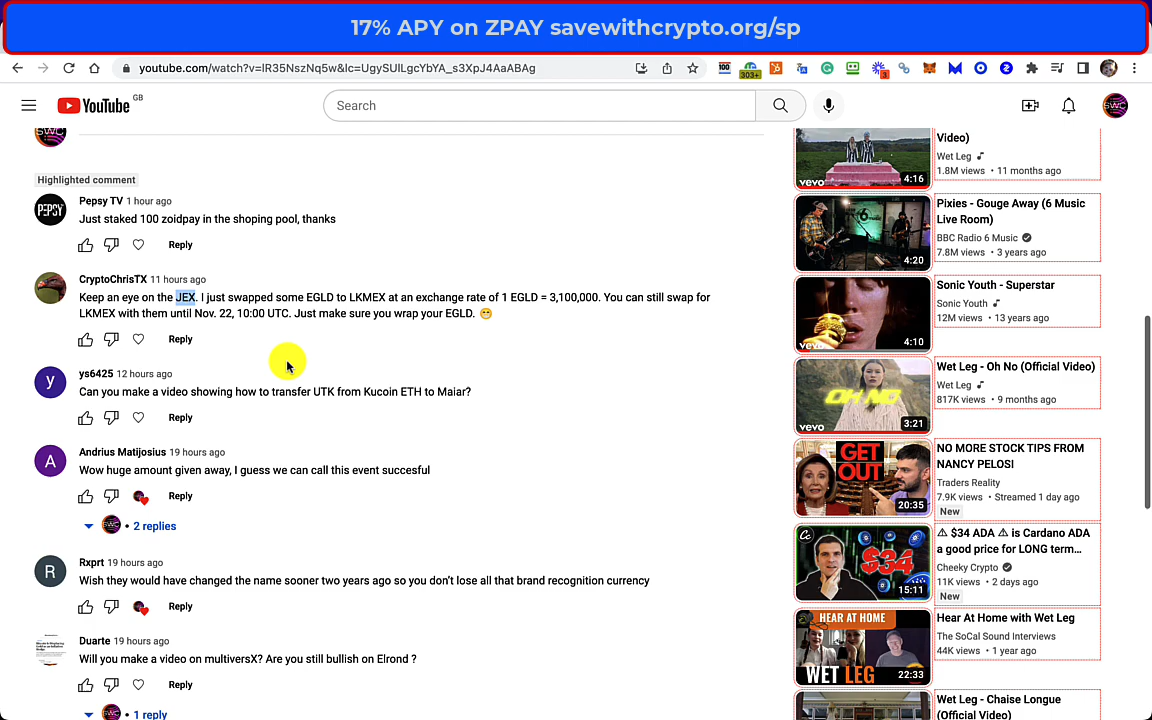 17% APY on ZPAY savewithcrypto.org/sp
youtube.com/watch?v=lR35NszNq5w&lc=UgySUILgcYbYA_s3XpJ4AaABAg
100
303+
3
YouTube GB
Search
SWC
SWC
Highlighted comment
PEPSY
Pepsy TV 1 hour ago
Just staked 100 zoidpay in the shoping pool, thanks
Reply
CryptoChrisTX 11 hours ago
Keep an eye on the JEX. I just swapped some EGLD to LKMEX at an exchange rate of 1 EGLD = 3,100,000. You can still swap for
LKMEX with them until Nov. 22, 10:00 UTC. Just make sure you wrap your EGLD. 😁
Reply
y
ys6425 12 hours ago
Can you make a video showing how to transfer UTK from Kucoin ETH to Maiar?
Reply
A
Andrius Matijosius 19 hours ago
Wow huge amount given away, I guess we can call this event succesful
Reply
SWC • 2 replies
R
Rxprt 19 hours ago
Wish they would have changed the name sooner two years ago so you don't lose all that brand recognition currency
Reply
Duarte 19 hours ago
Will you make a video on multiversX? Are you still bullish on Elrond ?
Reply
SWC • 1 reply
vevo 4:16
Video)
Wet Leg
1.8M views • 11 months ago
4:20
Pixies - Gouge Away (6 Music
Live Room)
BBC Radio 6 Music
7.8M views • 3 years ago
vevo 4:10
Sonic Youth - Superstar
Sonic Youth
12M views • 13 years ago
OH NO
vevo 3:21
Wet Leg - Oh No (Official Video)
Wet Leg
817K views • 9 months ago
GET
OUT
20:35
NO MORE STOCK TIPS FROM
NANCY PELOSI
Traders Reality
7.9K views • Streamed 1 day ago
New
Cc
$34
15:11
⚠ $34 ADA ⚠ is Cardano ADA
a good price for LONG term...
Cheeky Crypto
11K views • 2 days ago
New
HEAR AT HOME
WET LEG
22:33
Hear At Home with Wet Leg
The SoCal Sound Interviews
44K views • 1 year ago
Wet Leg - Chaise Longue
(Official Video)